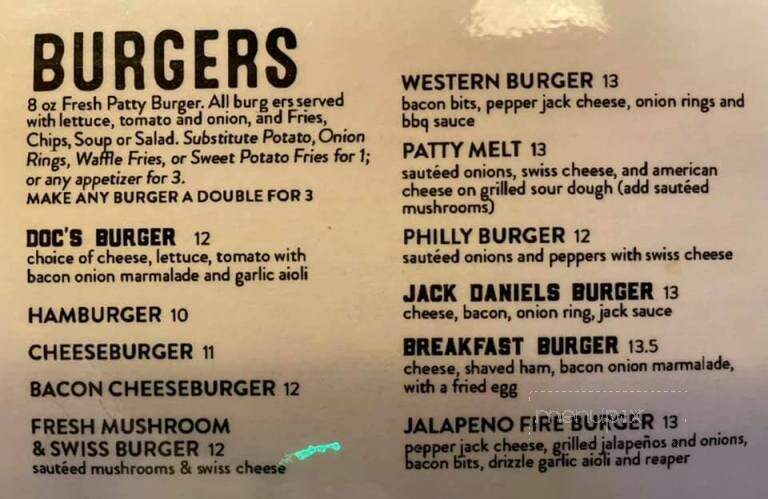 BURGERS
8 oz Fresh Patty Burger. All burg ers served
with lettuce, tomato and onion, and Fries,
Chips, Soup or Salad. Substitute Potato, Onion
Rings, Waffle Fries, or Sweet Potato Fries for 1;
or any appetizer for 3.
MAKE ANY BURGER A DOUBLE FOR 3
DOC'S BURGER 12
choice of cheese, lettuce, tomato with
bacon onion marmalade and garlic aioli
HAMBURGER 10
CHEESEBURGER 11
BACON CHEESEBURGER 12
FRESH MUSHROOM
& SWISS BURGER 12
sautéed mushrooms & swiss cheese
WESTERN BURGER 13
bacon bits, pepper jack cheese, onion rings and
bbq sauce
PATTY MELT 13
sautéed onions, swiss cheese, and american
cheese on grilled sour dough (add sautéed
mushrooms)
PHILLY BURGER 12
sautéed onions and peppers with swiss cheese
JACK DANIELS BURGER 13
cheese, bacon, onion ring, jack sauce
BREAKFAST BURGER 13.5
cheese, shaved ham, bacon onion marmalade,
with a fried egg
menupix
JALAPENO FIRE BURGER 13
pepper jack cheese, grilled jalapeños and onions,
bacon bits, drizzle garlic aioli and reaper